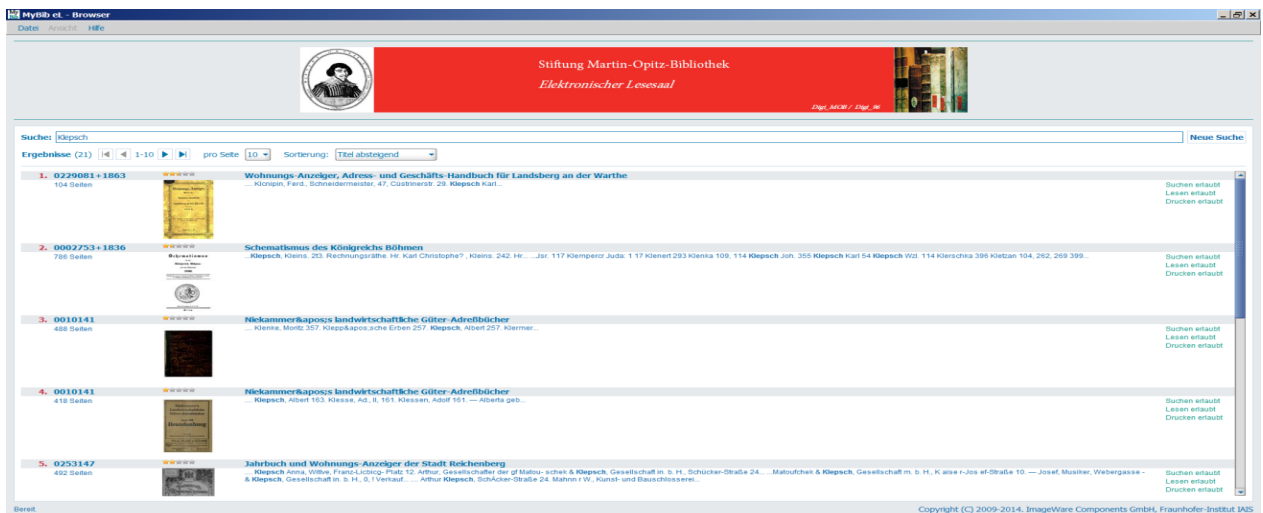 MyBib eL - Browser
Datei Ansicht Hilfe
Stiftung Martin-Opitz-Bibliothek
Elektronischer Lesesaal
Digi_MOB / Digi_96
Suche: Klepsch Neue Suche
Ergebnisse (21) 1-10 pro Seite 10 Sortierung: Titel absteigend
1. 0229081+1863 Wohnungs-Anzeiger, Adress- und Geschäfts-Handbuch für Landsberg an der Warthe
104 Seiten ... Klcnipin, Ferd., Schneidermeister, 47, Cüstrinerstr. 29. Klepsch Karl...
Suchen erlaubt
Lesen erlaubt
Drucken erlaubt
2. 0002753+1836 Schematismus des Königreichs Böhmen
786 Seiten ...Klepsch, Kleins. 2f3. Rechnungsräthe. Hr. Karl Christophe? , Kleins. 242. Hr... ...Jsr. 117 Klempercr Juda: 1 17 Klenert 293 Klenka 109, 114 Klepsch Joh. 355 Klepsch Karl 54 Klepsch Wzl. 114 Klerschka 396 Kletzan 104, 262, 269 399...
Suchen erlaubt
Lesen erlaubt
Drucken erlaubt
3. 0010141 Niekammer&apos;s landwirtschaftliche Güter-Adreßbücher
488 Seiten ... Klenke, Moritz 357. Klepp&apos;sche Erben 257. Klepsch, Albert 257. Klermer...
Suchen erlaubt
Lesen erlaubt
Drucken erlaubt
4. 0010141 Niekammer&apos;s landwirtschaftliche Güter-Adreßbücher
418 Seiten ... Klepsch, Albert 163. Klesse, Ad., II, 161. Klessen, Adolf 161. — Alberta geb...
Brandenburg
Suchen erlaubt
Lesen erlaubt
Drucken erlaubt
5. 0253147 Jahrbuch und Wohnungs-Anzeiger der Stadt Reichenberg
492 Seiten ... Klepsch Anna, Witlve, Franz-Licbicg- Platz 12. Arthur, Gesellschafter der gf Matou- schek & Klepsch, Gesellschaft in. b. H., Schücker-Straße 24... ...Matoufchek & Klepsch, Gesellschaft m. b. H., K aise r-Jos ef-Straße 10. — Josef, Musiker, Webergasse -
& Klepsch, Gesellschaft in. b. H., 0, ! Verkauf... ... Arthur Klepsch, SchÄcker-Straße 24. Mahnn r W., Kunst- und Bauschlosserei...
Suchen erlaubt
Lesen erlaubt
Drucken erlaubt
Bereit. Copyright (C) 2009-2014. ImageWare Components GmbH, Fraunhofer-Institut IAIS